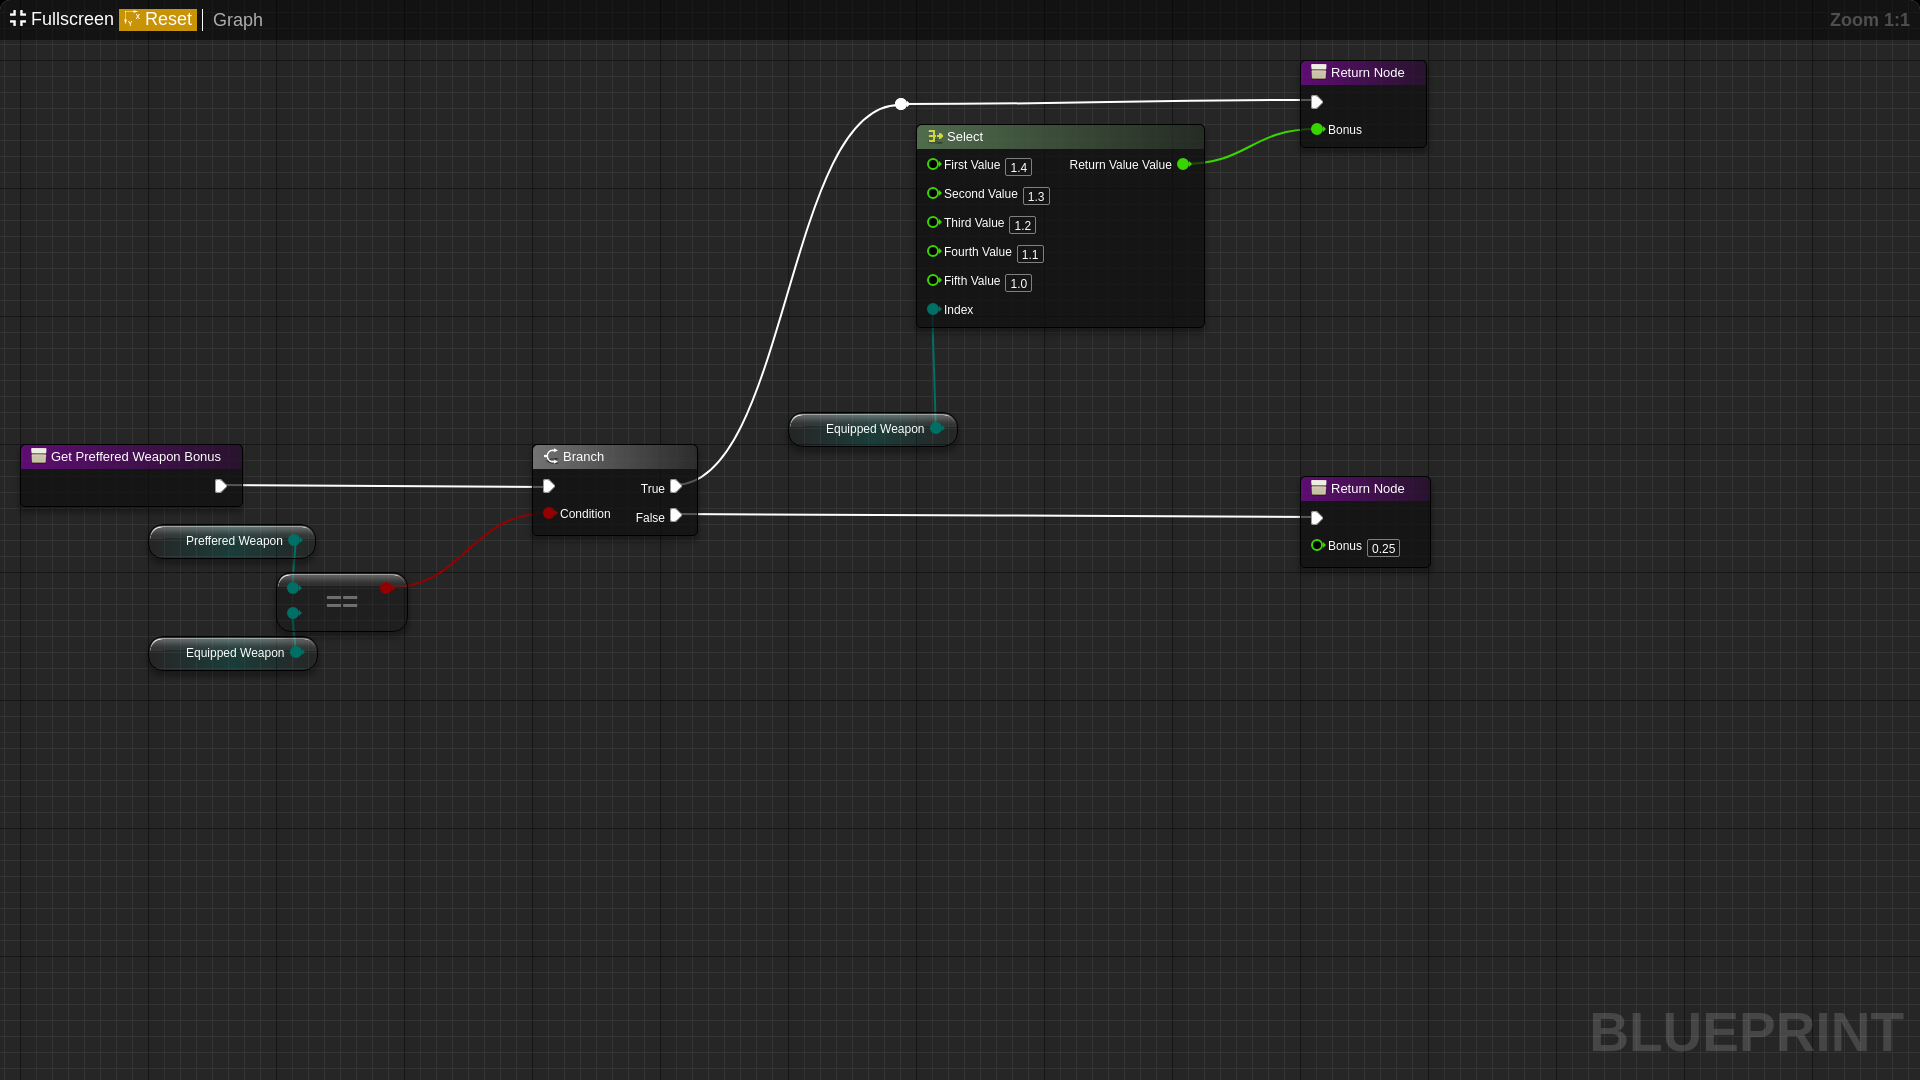 Fullscreen Reset Graph Zoom 1:1
Return Node
Bonus
Select
First Value 1.4 Return Value Value
Second Value 1.3
Third Value 1.2
Fourth Value 1.1
Fifth Value 1.0
Index
Equipped Weapon
Get Preffered Weapon Bonus
Branch
True
Condition
False
Return Node
Bonus 0.25
Preffered Weapon
==
Equipped Weapon
BLUEPRINT